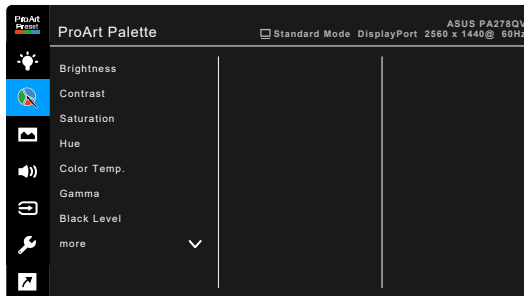 ProArt
Preset
ProArt Palette
ASUS PA278QV
Standard Mode DisplayPort 2560 x 1440@ 60Hz
Brightness
Contrast
Saturation
Hue
Color Temp.
Gamma
Black Level
more